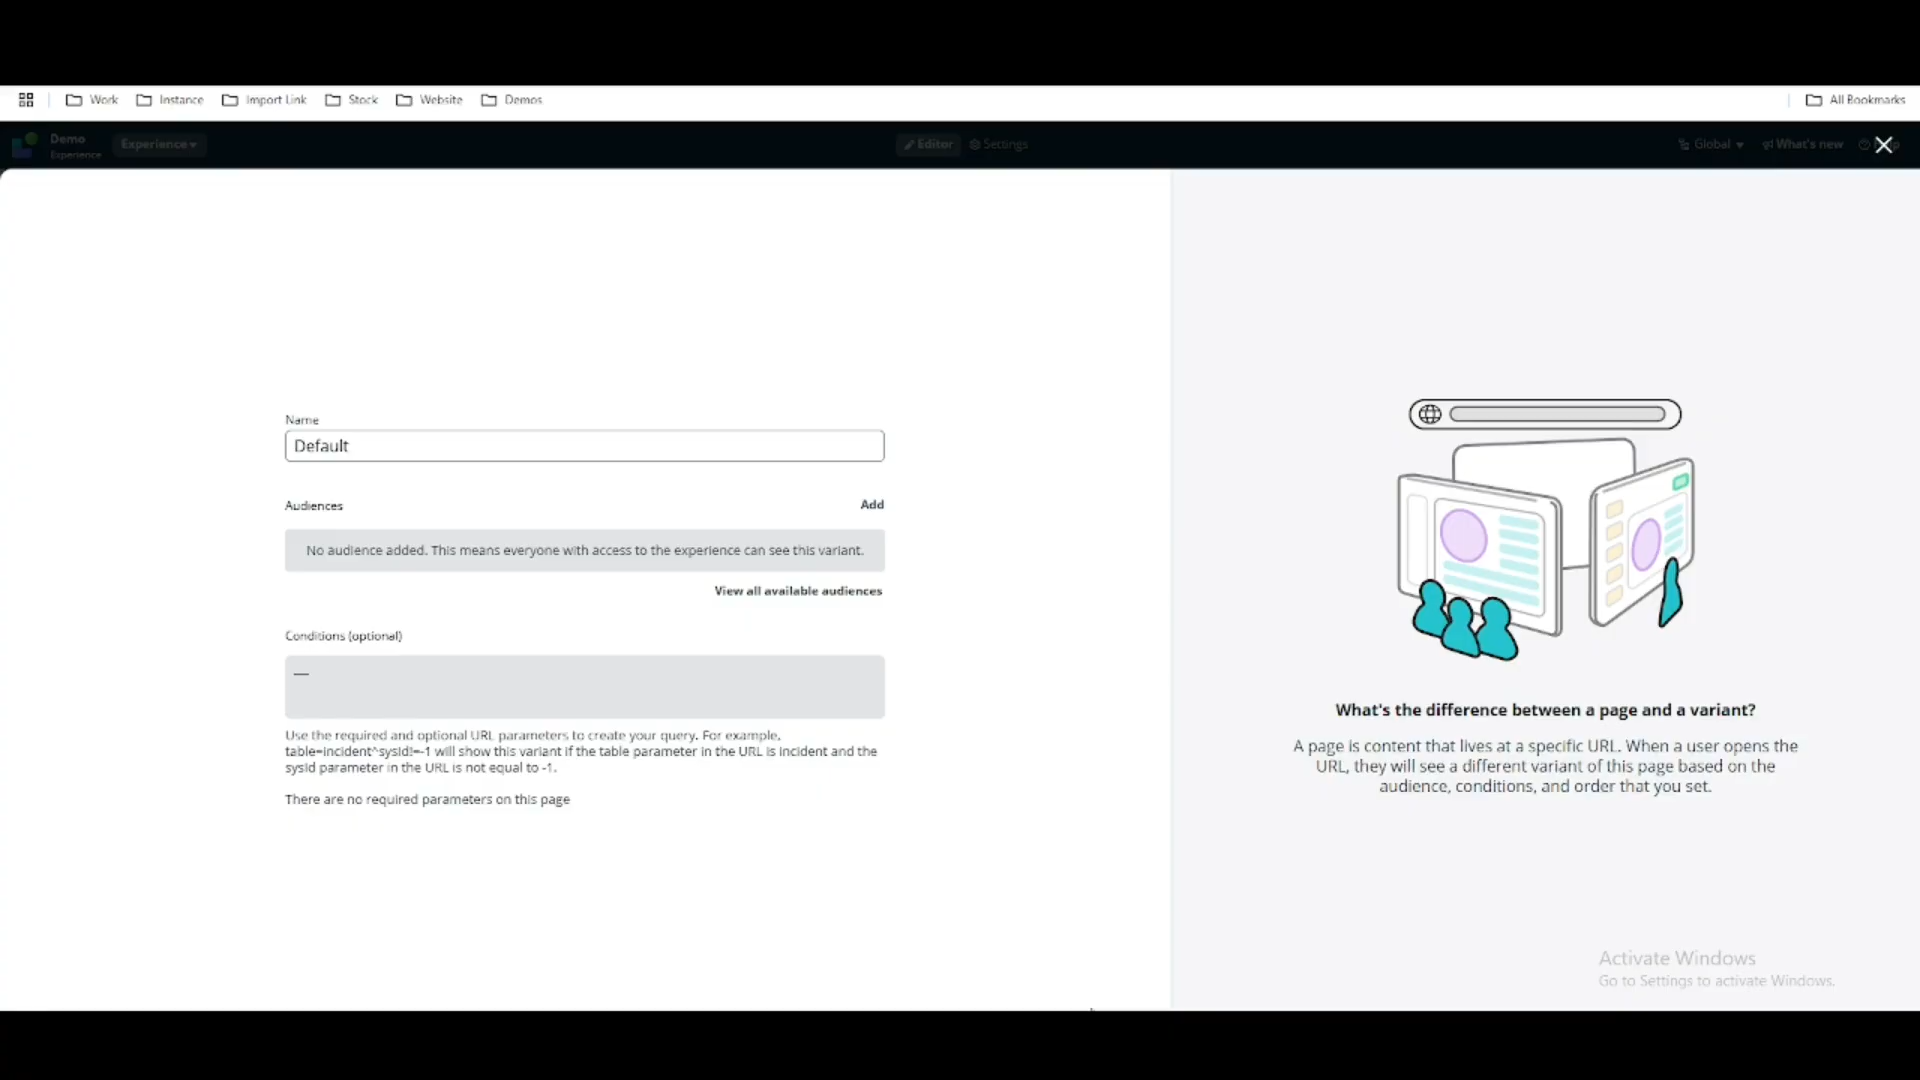 Work Instance Import Link Stock Website Demos All Bookmarks
Demo
Experience
Experience
Editor Settings
Global What's new
Name
Default
Audiences Add
No audience added. This means everyone with access to the experience can see this variant.
View all available audiences
Conditions (optional)
—
Use the required and optional URL parameters to create your query. For example,
table=incident^sysId!=-1 will show this variant if the table parameter in the URL is incident and the
sysId parameter in the URL is not equal to -1.
There are no required parameters on this page
What's the difference between a page and a variant?
A page is content that lives at a specific URL. When a user opens the
URL, they will see a different variant of this page based on the
audience, conditions, and order that you set.
Activate Windows
Go to Settings to activate Windows.